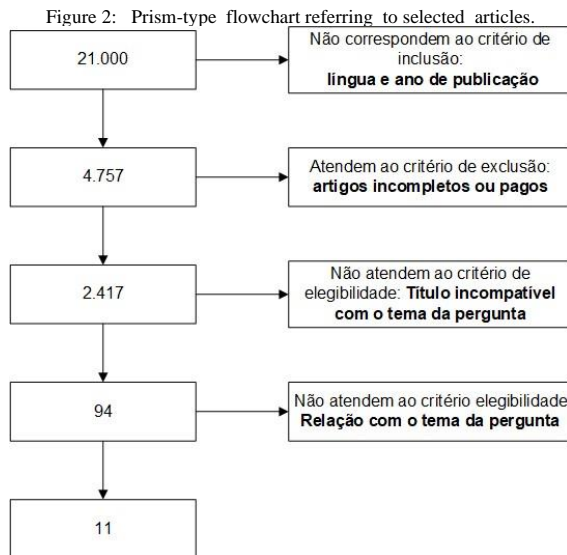 Figure 2: Prism-type flowchart referring to selected articles.
21.000
Não correspondem ao critério de
inclusão:
língua e ano de publicação
4.757
Atendem ao critério de exclusão:
artigos incompletos ou pagos
2.417
Não atendem ao critério de
elegibilidade: Título incompatível
com o tema da pergunta
94
Não atendem ao critério elegibilidade
Relação com o tema da pergunta
11